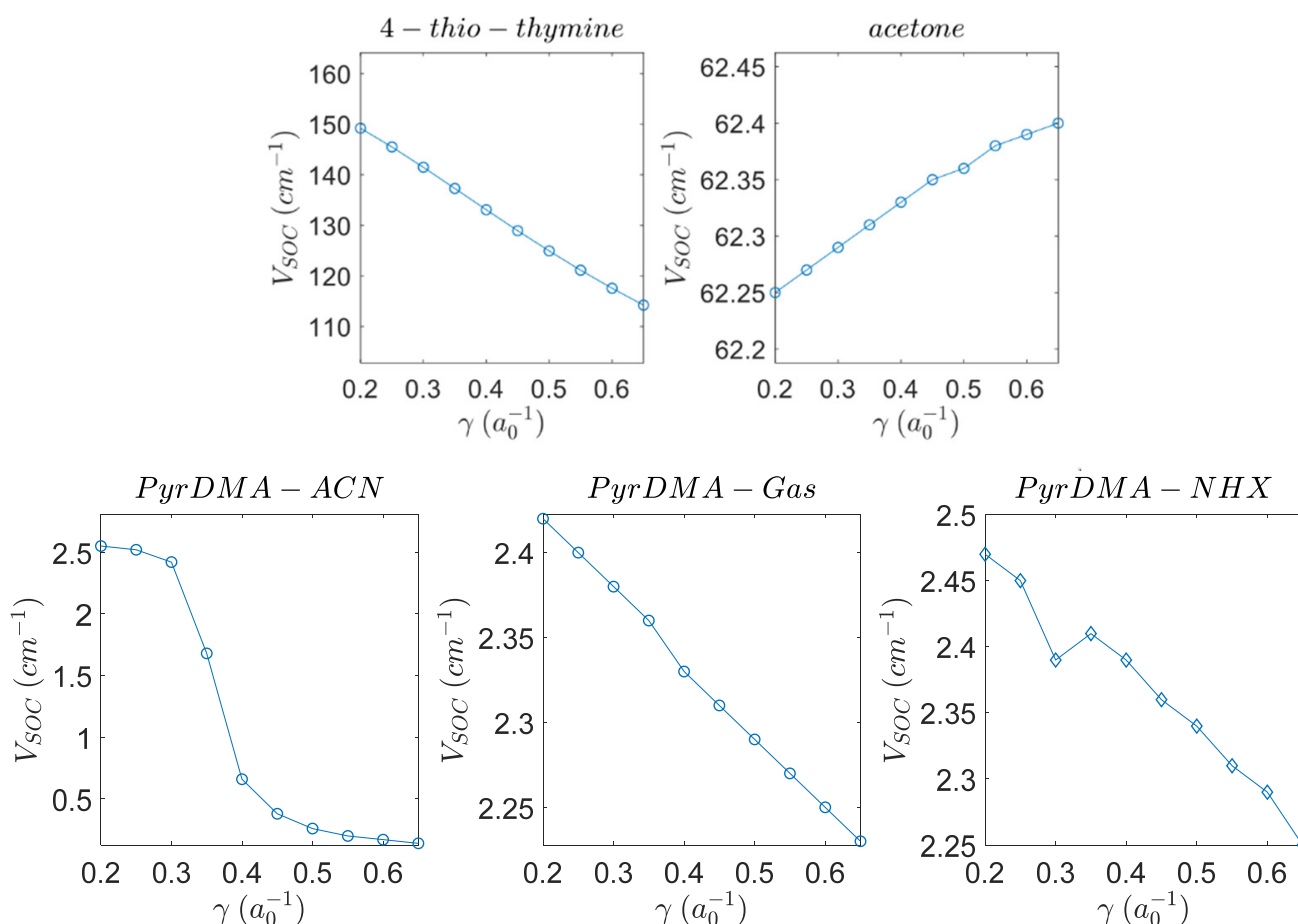 4 − thio − thymine
160
150
140
130
120
110
V_SOC (cm⁻¹)
0.2 0.3 0.4 0.5 0.6
γ (a₀⁻¹)
acetone
62.45
62.4
62.35
62.3
62.25
62.2
V_SOC (cm⁻¹)
0.2 0.3 0.4 0.5 0.6
γ (a₀⁻¹)
PyrDMA − ACN
2.5
2
1.5
1
0.5
V_SOC (cm⁻¹)
0.2 0.3 0.4 0.5 0.6
γ (a₀⁻¹)
PyrDMA − Gas
2.4
2.35
2.3
2.25
V_SOC (cm⁻¹)
0.2 0.3 0.4 0.5 0.6
γ (a₀⁻¹)
PyrDMA − NHX
2.5
2.45
2.4
2.35
2.3
2.25
V_SOC (cm⁻¹)
0.2 0.3 0.4 0.5 0.6
γ (a₀⁻¹)